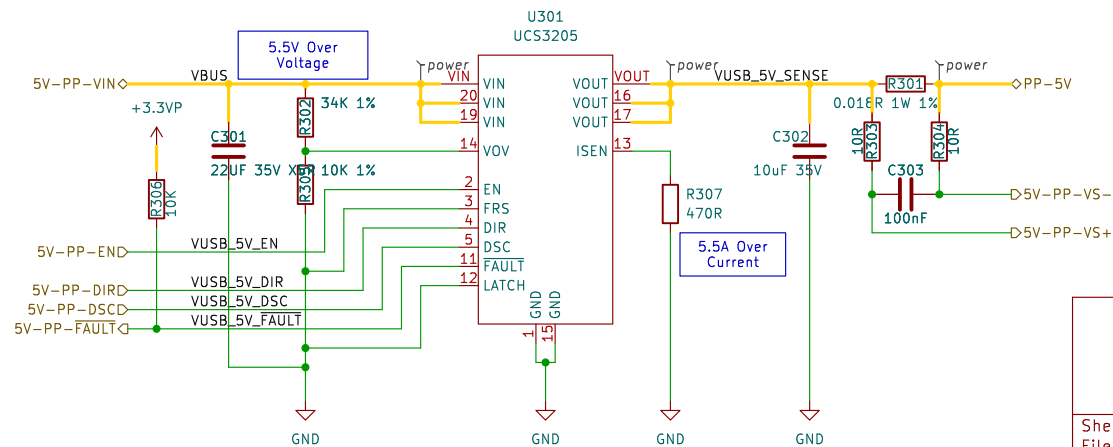 U301
UCS3205
5.5V Over
Voltage
power
power
power
5V-PP-VIN
VBUS
VIN
VIN
VOUT
VOUT
VUSB_5V_SENSE
R301
PP-5V
0.018R 1W 1%
+3.3VP
R302
34K 1%
20
VIN
VOUT
16
19
VIN
VOUT
17
C301
22UF 35V
14
VOV
ISEN
13
C302
10uF 35V
R303
10R
R304
10R
10K 1%
C303
100nF
R306
10K
2
EN
3
FRS
4
DIR
5
DSC
11
FAULT
12
LATCH
R307
470R
5V-PP-VS-
5V-PP-VS+
5.5A Over
Current
5V-PP-EN
VUSB_5V_EN
5V-PP-DIR
VUSB_5V_DIR
5V-PP-DSC
VUSB_5V_DSC
5V-PP-FAULT
VUSB_5V_FAULT
GND
GND
1
15
GND
GND
GND
GND